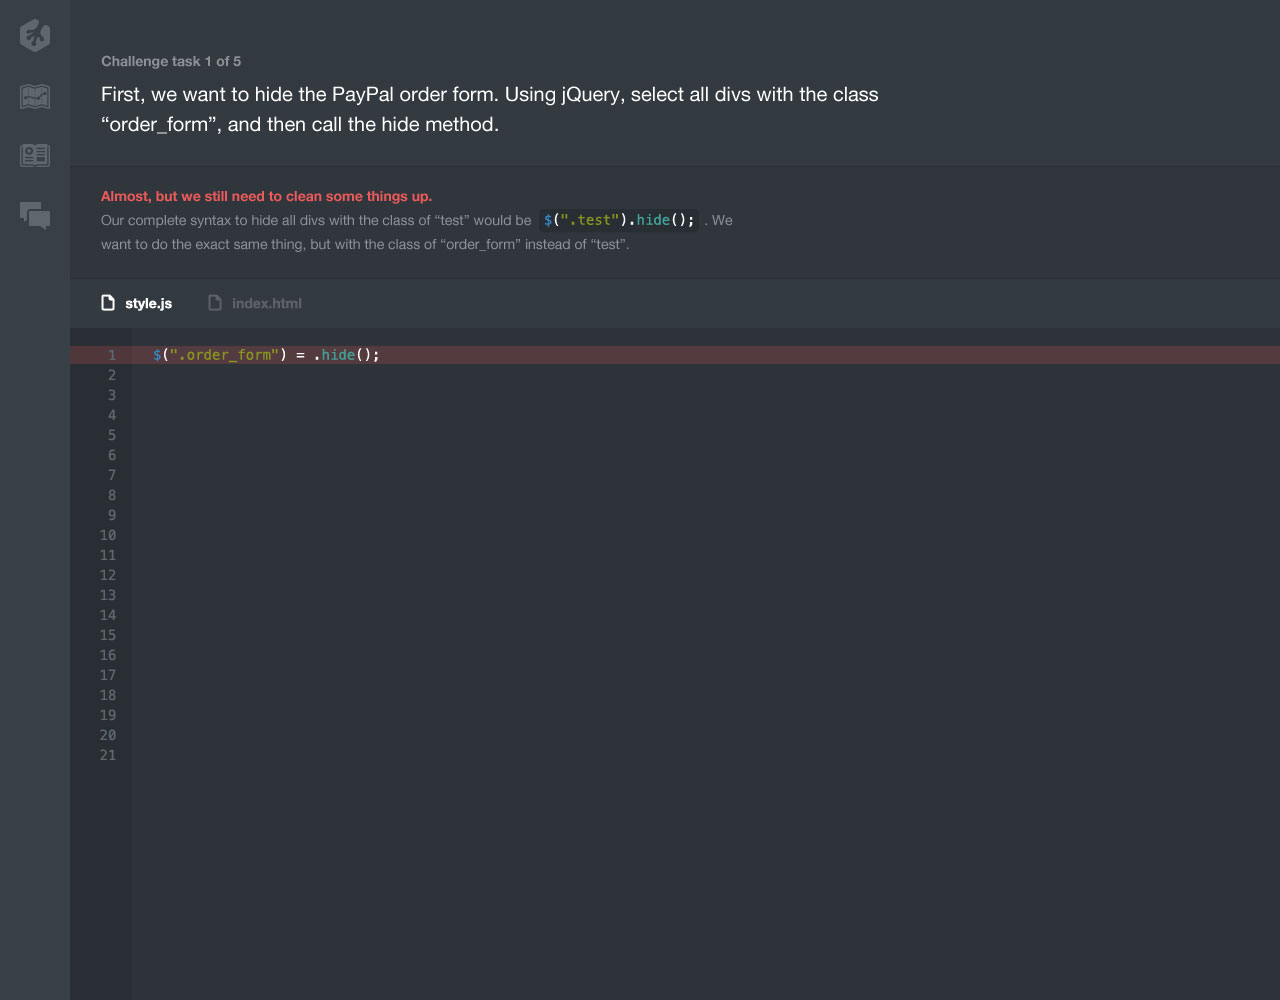 Challenge task 1 of 5
First, we want to hide the PayPal order form. Using jQuery, select all divs with the class
“order_form”, and then call the hide method.
Almost, but we still need to clean some things up.
Our complete syntax to hide all divs with the class of “test” would be $(".test").hide(); . We
want to do the exact same thing, but with the class of “order_form” instead of “test”.
style.js index.html
1 $(".order_form") = .hide();
2
3
4
5
6
7
8
9
10
11
12
13
14
15
16
17
18
19
20
21